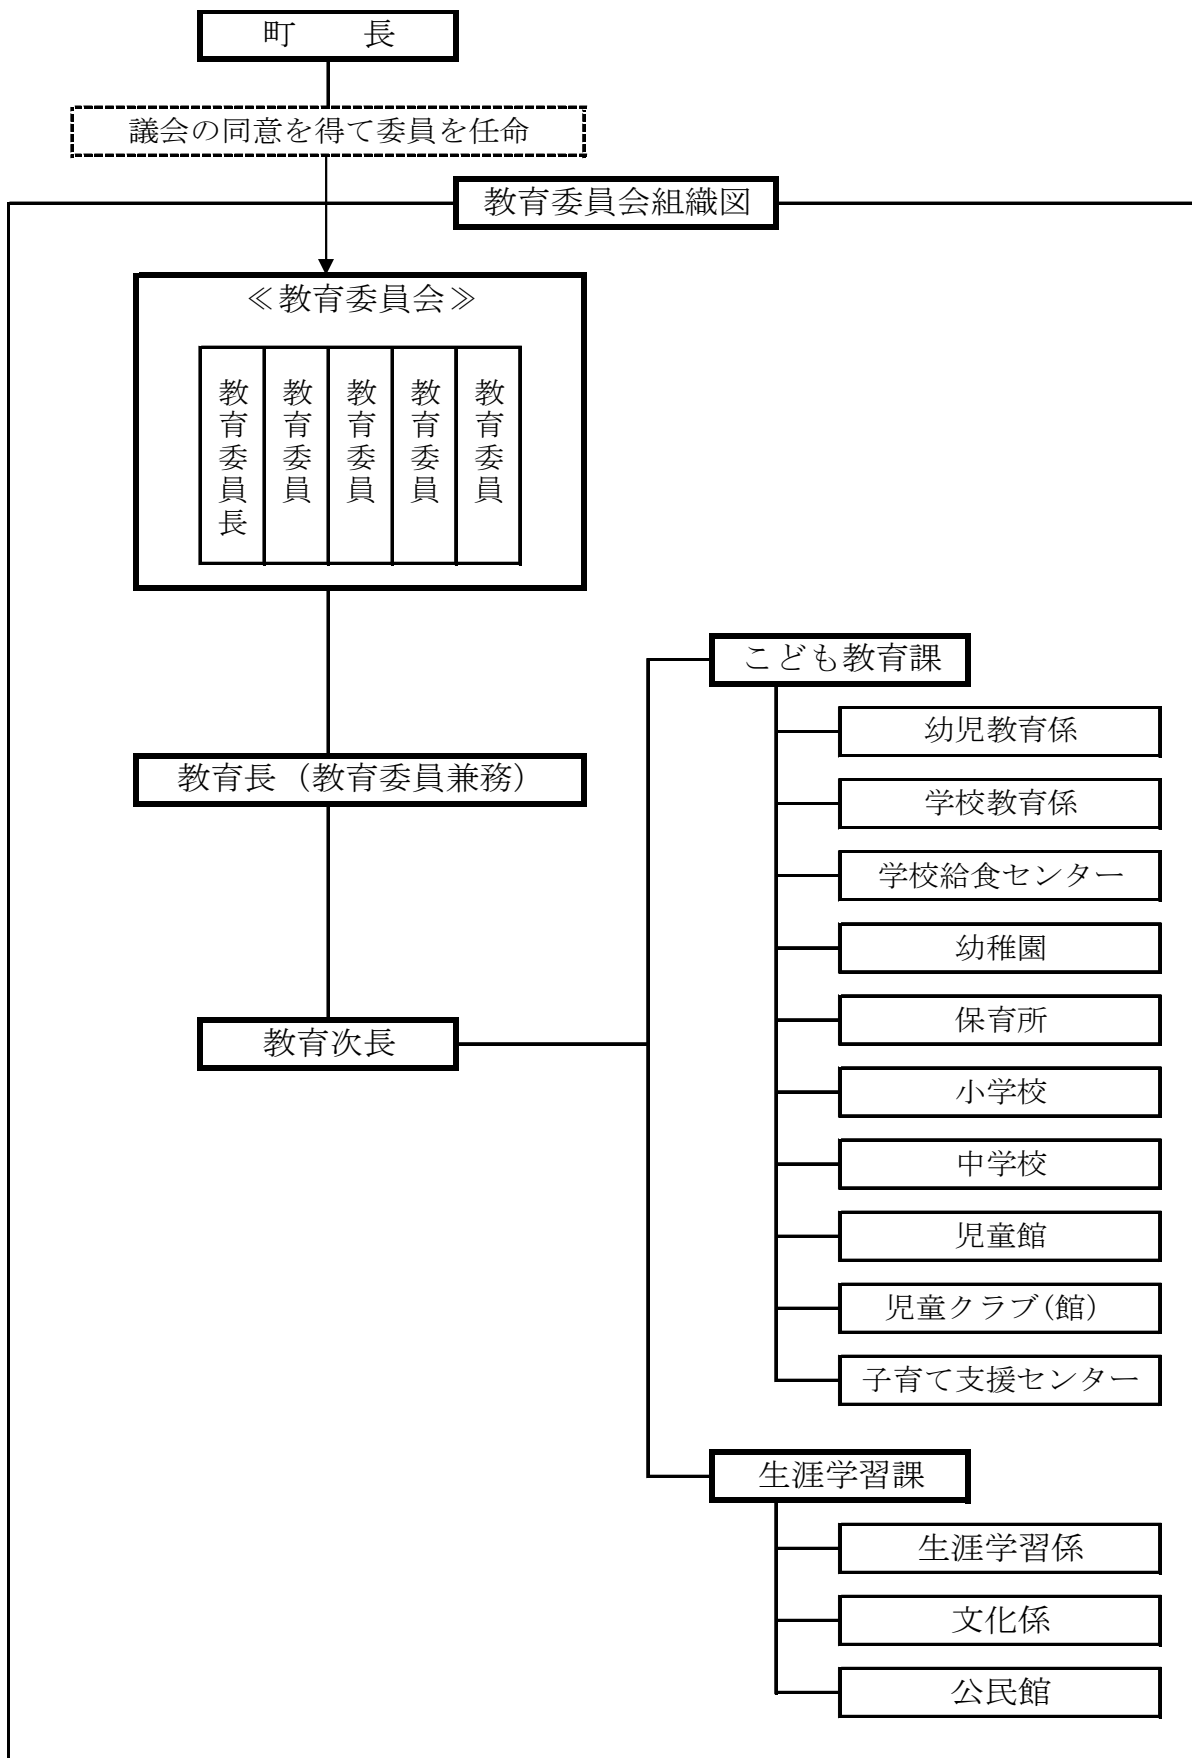 町　　長
議会の同意を得て委員を任命
教育委員会組織図
≪教育委員会≫
教育委員長
教育委員
教育委員
教育委員
教育委員
こども教育課
幼児教育係
教育長（教育委員兼務）
学校教育係
学校給食センター
幼稚園
保育所
教育次長
小学校
中学校
児童館
児童クラブ(館)
子育て支援センター
生涯学習課
生涯学習係
文化係
公民館